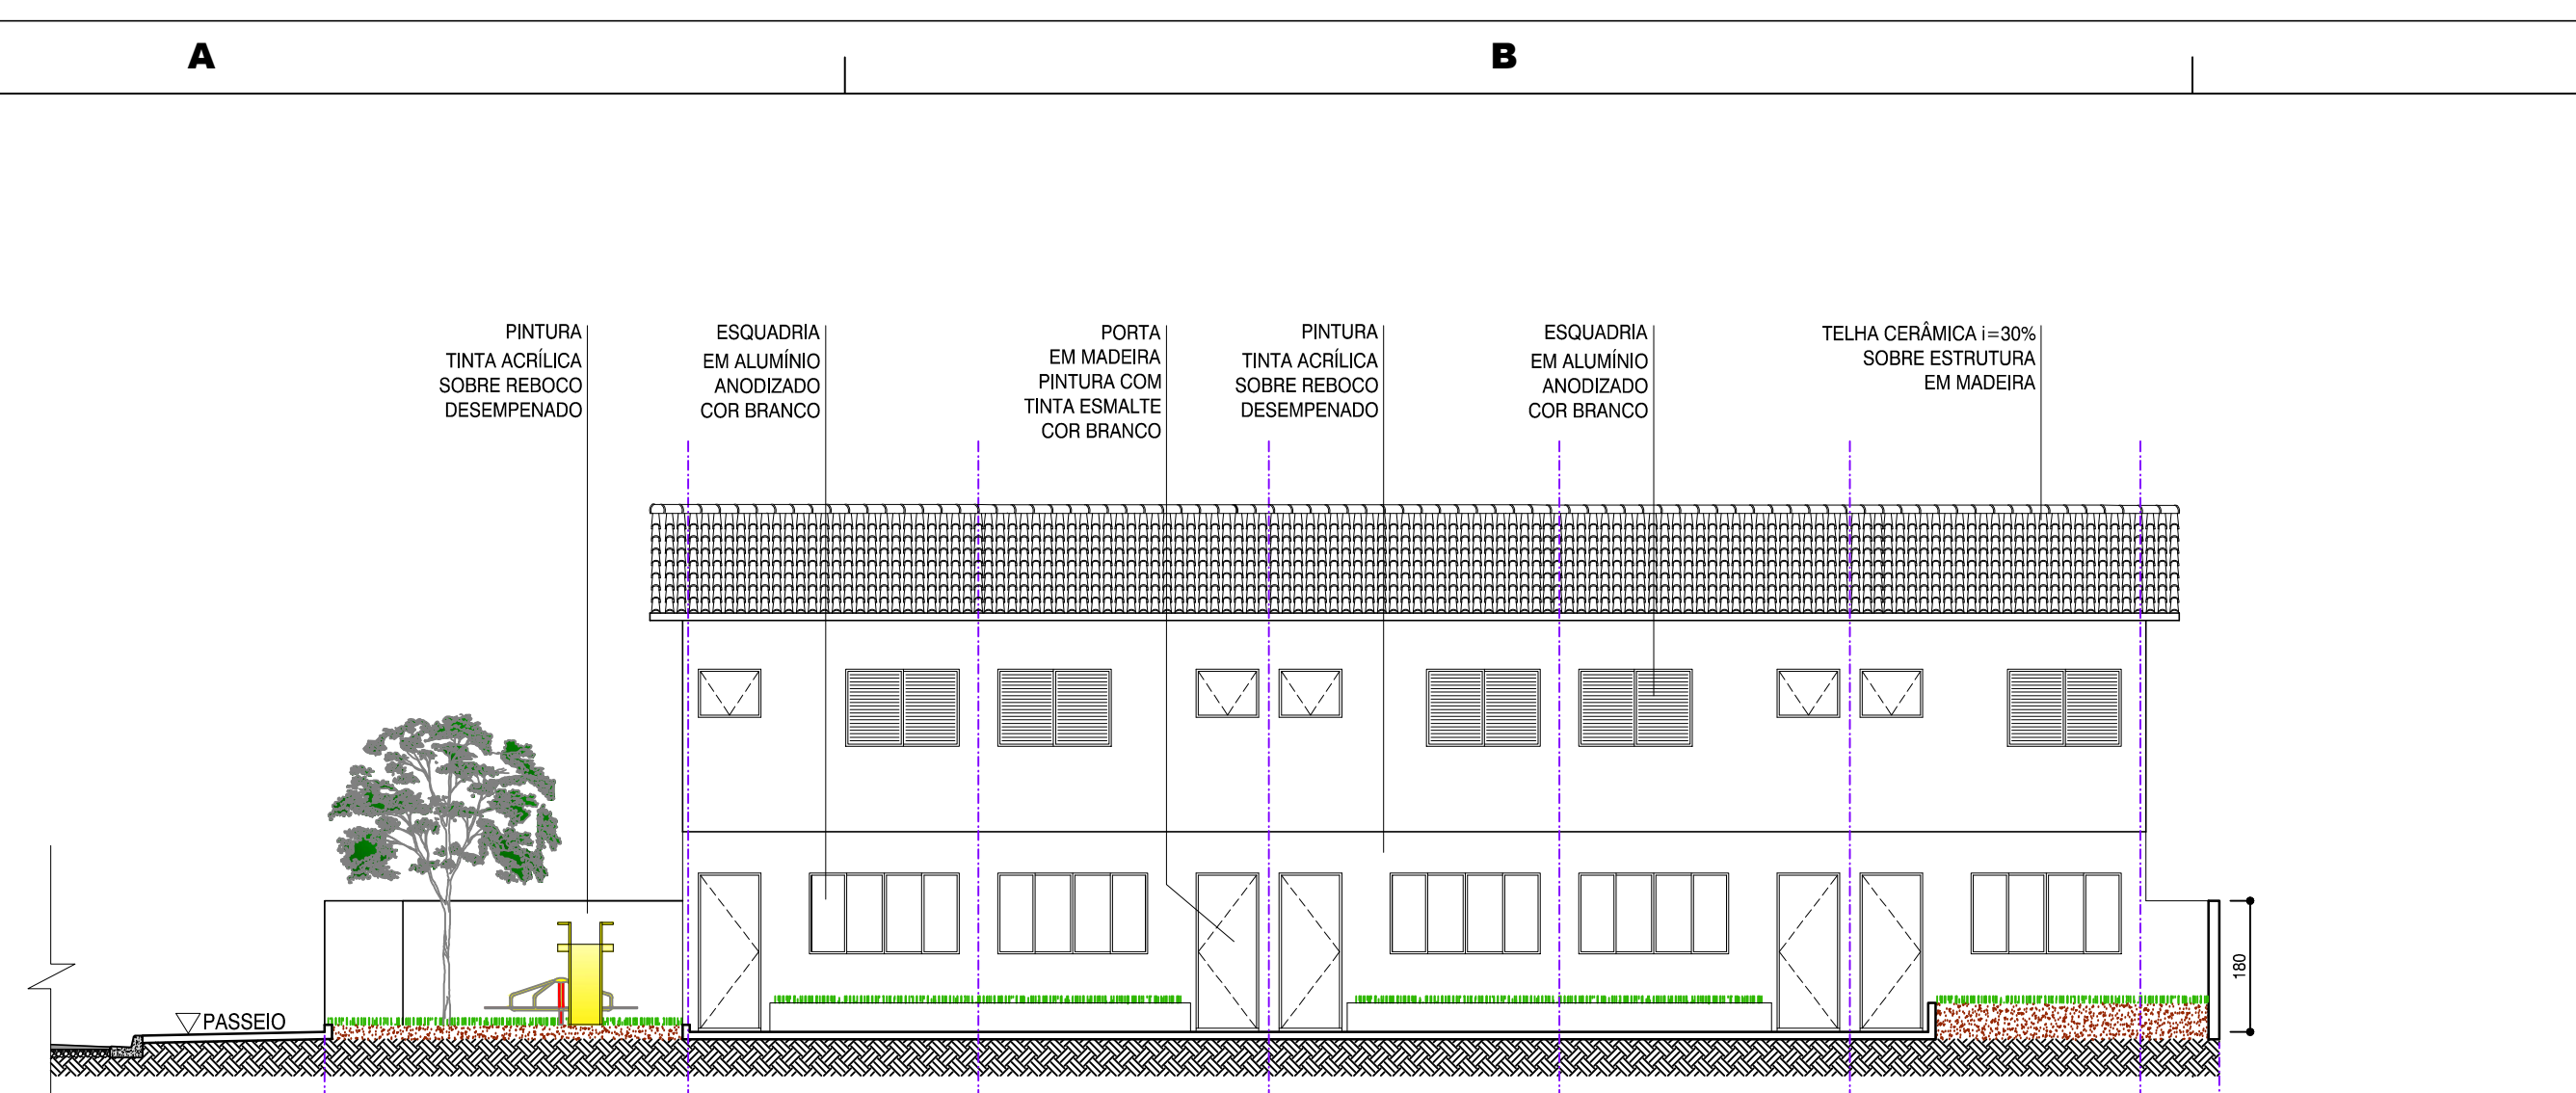 A
B
PINTURA
TINTA ACRÍLICA
SOBRE REBOCO
DESEMPENADO
ESQUADRIA
EM ALUMÍNIO
ANODIZADO
COR BRANCO
PORTA
EM MADEIRA
PINTURA COM
TINTA ESMALTE
COR BRANCO
PINTURA
TINTA ACRÍLICA
SOBRE REBOCO
DESEMPENADO
ESQUADRIA
EM ALUMÍNIO
ANODIZADO
COR BRANCO
TELHA CERÂMICA i=30%
SOBRE ESTRUTURA
EM MADEIRA
PASSEIO
180